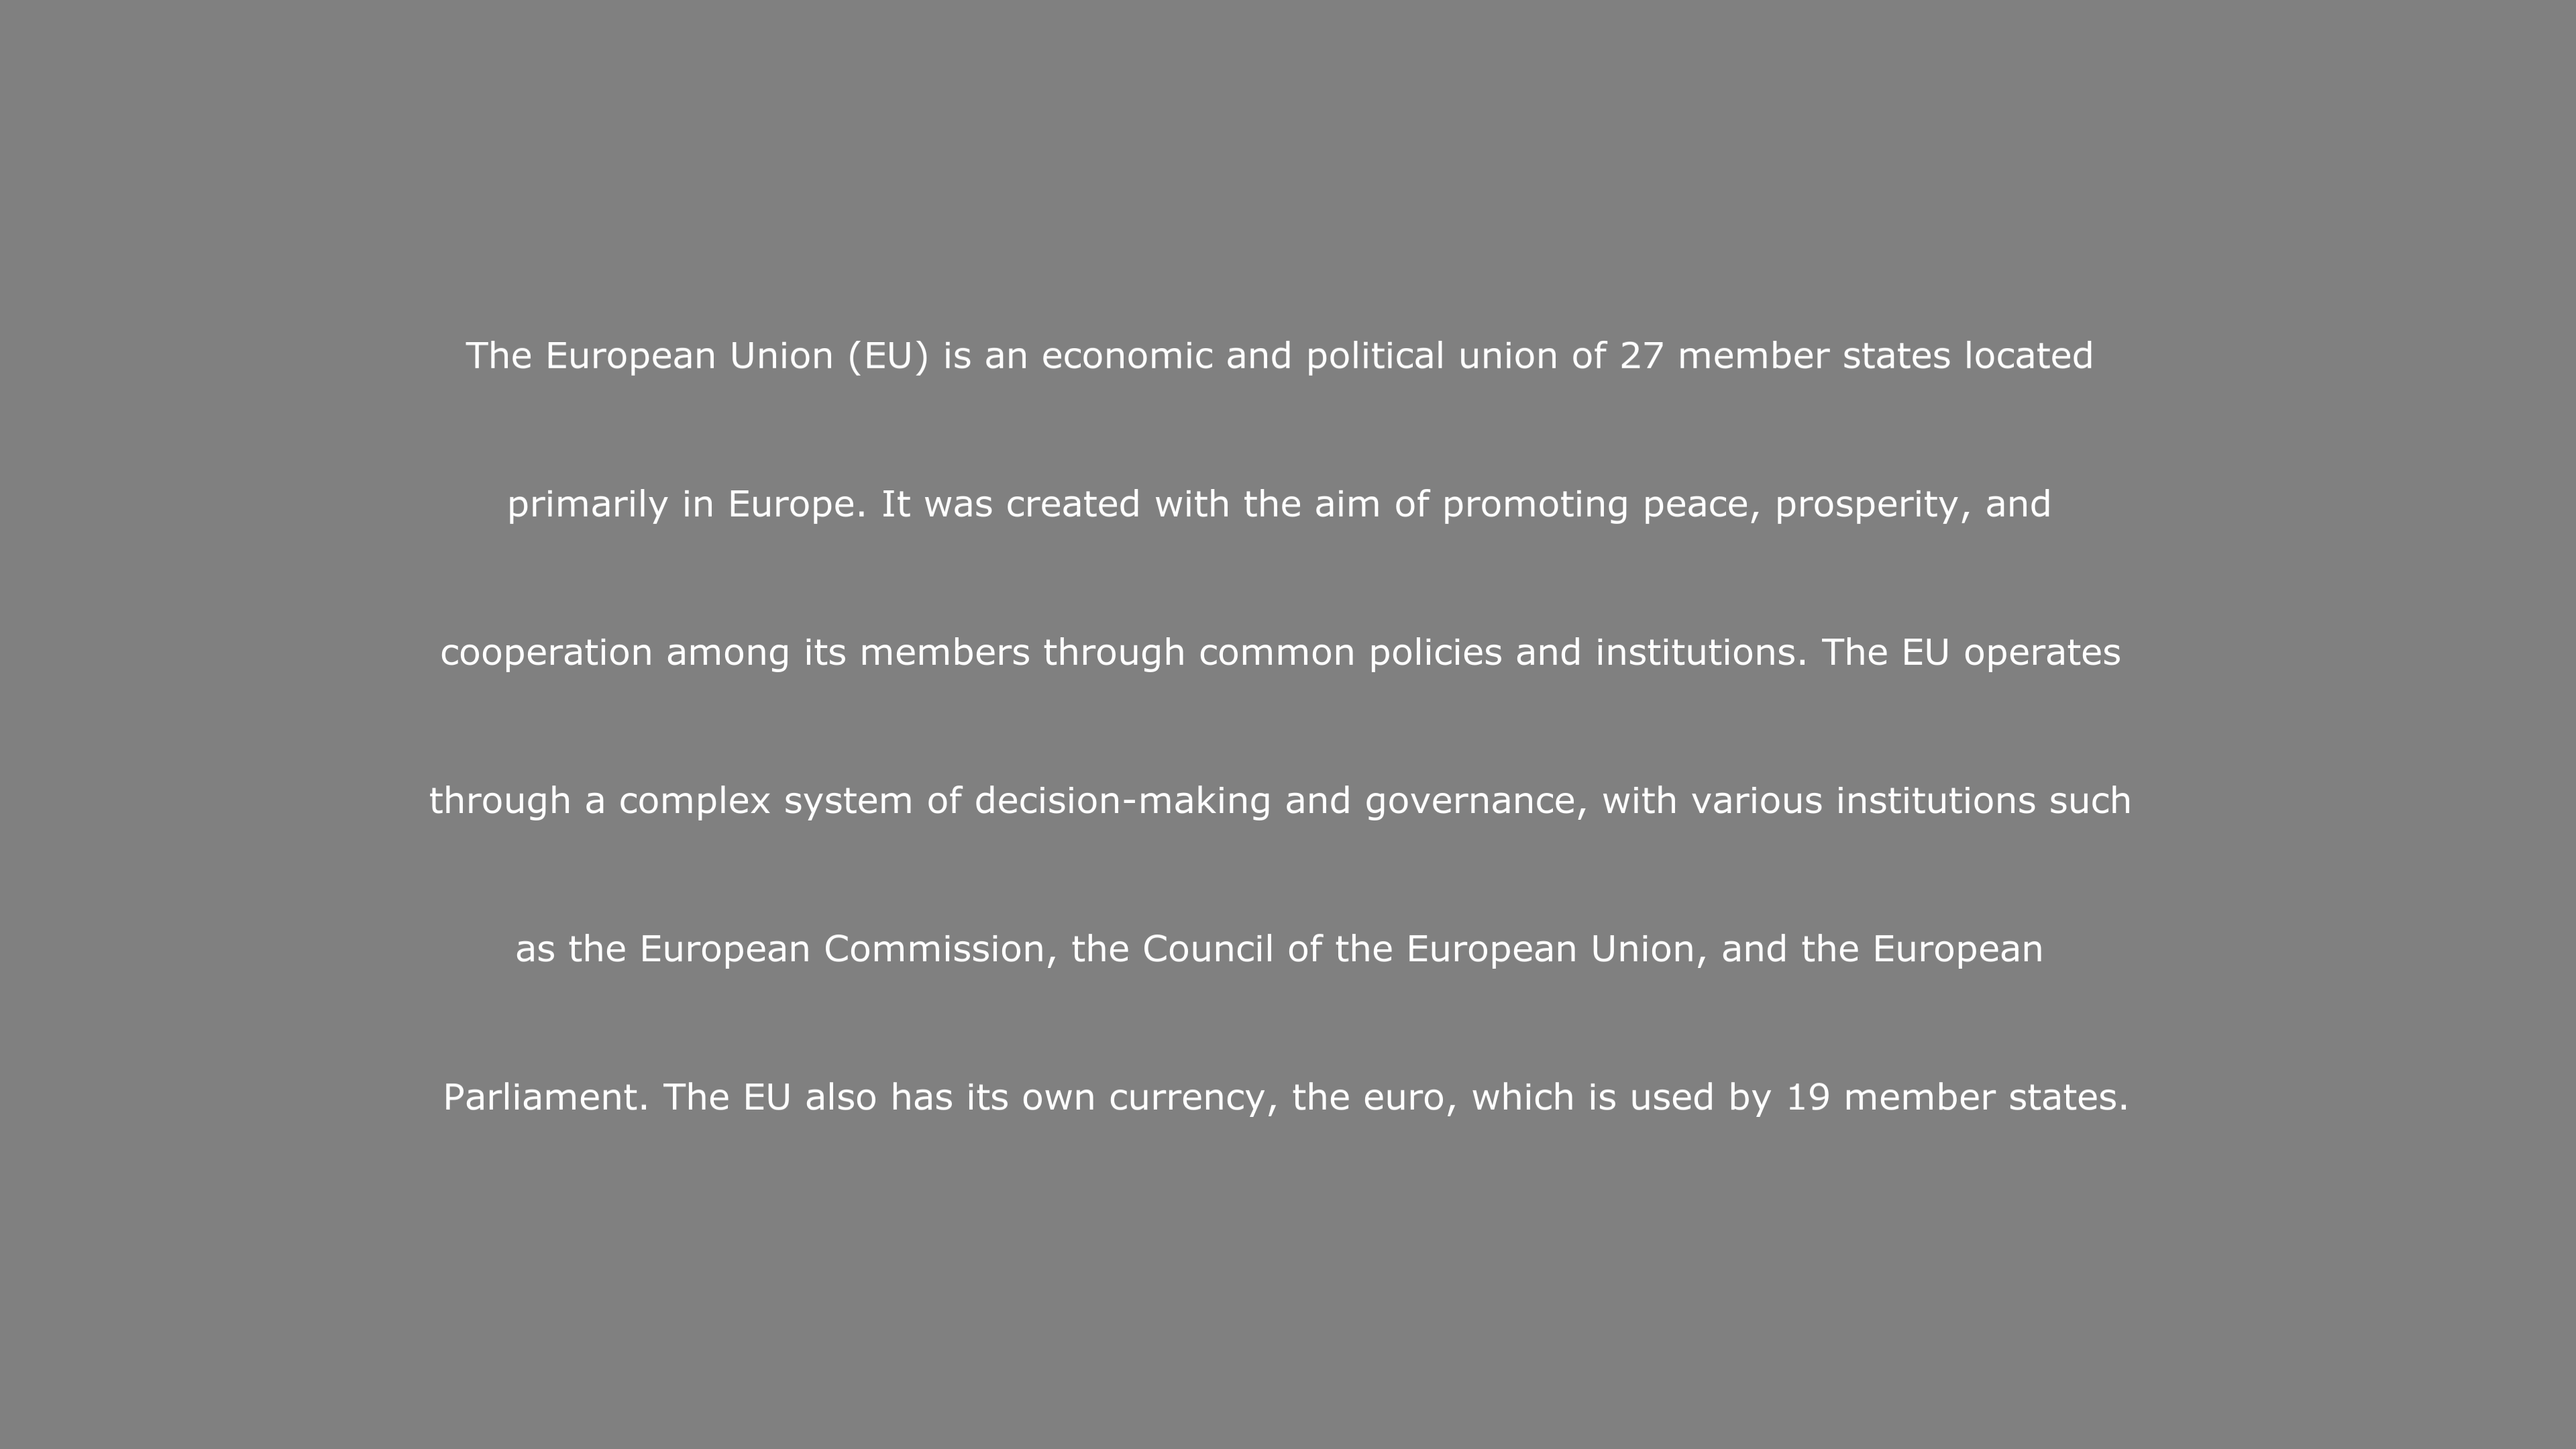 The European Union (EU) is an economic and political union of 27 member states located
primarily in Europe. It was created with the aim of promoting peace, prosperity, and
cooperation among its members through common policies and institutions. The EU operates
through a complex system of decision-making and governance, with various institutions such
as the European Commission, the Council of the European Union, and the European
Parliament. The EU also has its own currency, the euro, which is used by 19 member states.